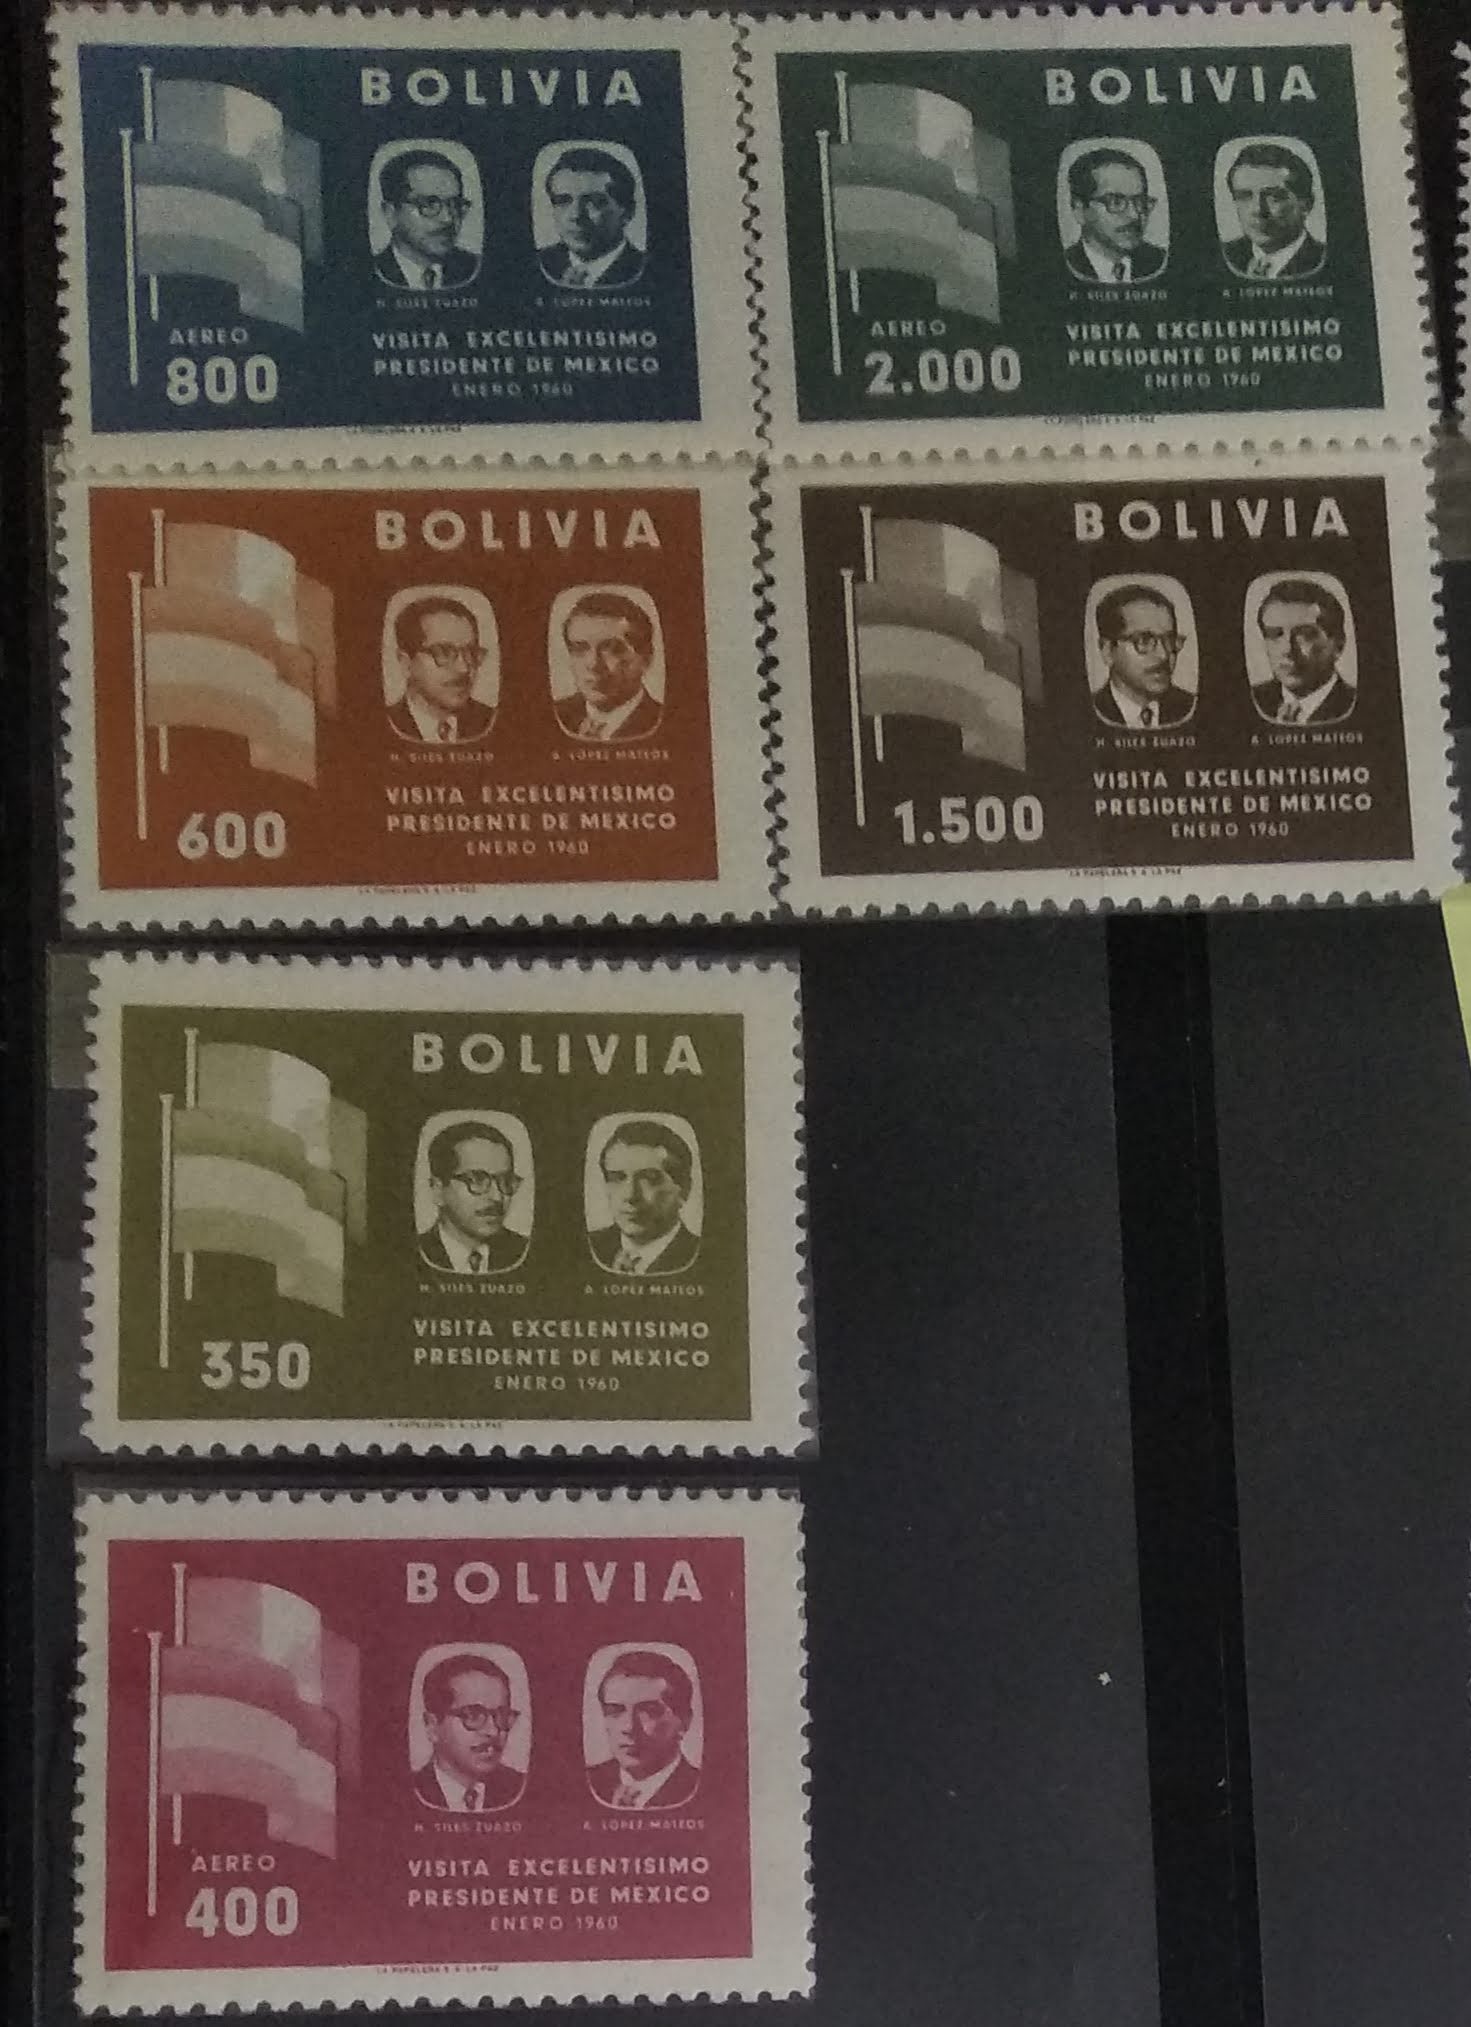 BOLIVIA
H. SILES ZUAZO A. LOPEZ MATEOS
AEREO
800
VISITA EXCELENTISIMO
PRESIDENTE DE MEXICO
ENERO 1960
LA PAPELERA S. A. LA PAZ
BOLIVIA
H. SILES ZUAZO A. LOPEZ MATEOS
AEREO
2.000
VISITA EXCELENTISIMO
PRESIDENTE DE MEXICO
ENERO 1960
BOLIVIA
H. SILES ZUAZO A. LOPEZ MATEOS
600
VISITA EXCELENTISIMO
PRESIDENTE DE MEXICO
ENERO 1960
LA PAPELERA S. A. LA PAZ
BOLIVIA
H. SILES ZUAZO A. LOPEZ MATEOS
1.500
VISITA EXCELENTISIMO
PRESIDENTE DE MEXICO
ENERO 1960
LA PAPELERA S. A. LA PAZ
BOLIVIA
H. SILES ZUAZO A. LOPEZ MATEOS
350
VISITA EXCELENTISIMO
PRESIDENTE DE MEXICO
ENERO 1960
LA PAPELERA S. A. LA PAZ
BOLIVIA
H. SILES ZUAZO A. LOPEZ MATEOS
AEREO
400
VISITA EXCELENTISIMO
PRESIDENTE DE MEXICO
ENERO 1960
LA PAPELERA S. A. LA PAZ